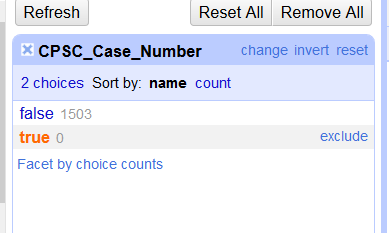 Refresh Reset All Remove All
CPSC_Case_Number change invert reset
2 choices Sort by: name count
false 1503
true 0 exclude
Facet by choice counts